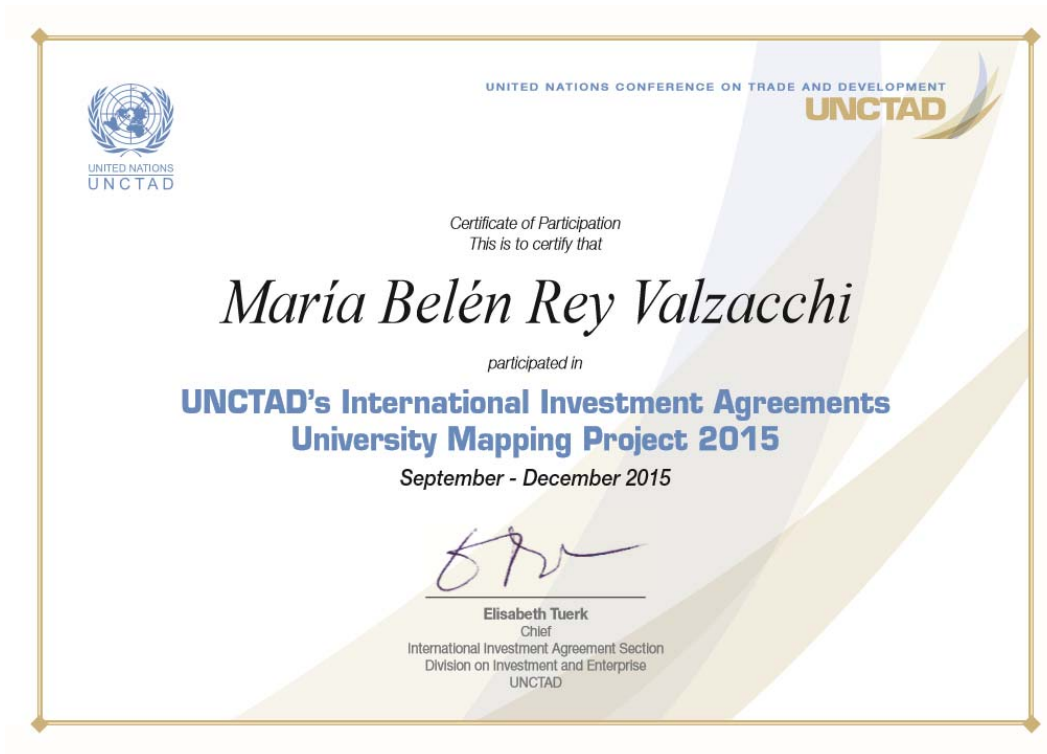 UNITED NATIONS CONFERENCE ON TRADE AND DEVELOPMENT
UNCTAD
UNITED NATIONS
UNCTAD
Certificate of Participation
This is to certify that
María Belén Rey Valzacchi
participated in
UNCTAD's International Investment Agreements
University Mapping Project 2015
September - December 2015
Elisabeth Tuerk
Chief
International Investment Agreement Section
Division on Investment and Enterprise
UNCTAD